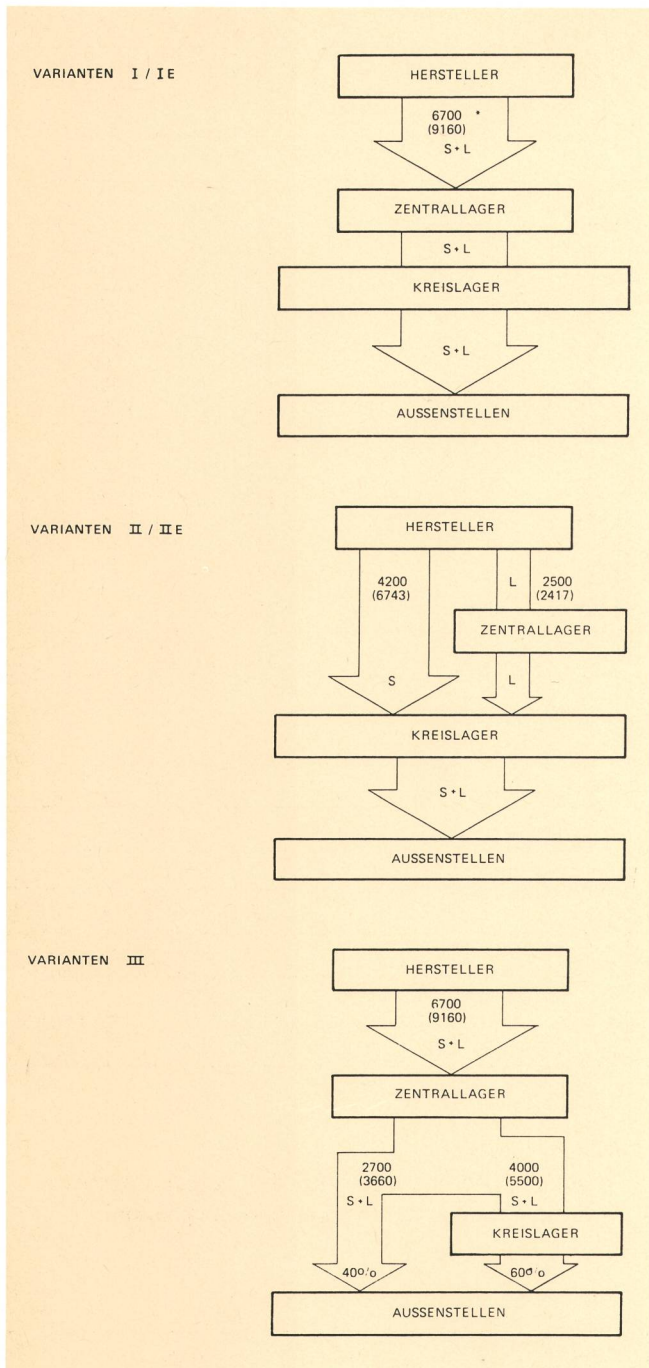 VARIANTEN I / IE
HERSTELLER
6700 *
(9160)
S + L
ZENTRALLAGER
S + L
KREISLAGER
S + L
AUSSENSTELLEN
VARIANTEN II / IIE
HERSTELLER
4200
(6743)
L
2500
(2417)
ZENTRALLAGER
S
L
KREISLAGER
S + L
AUSSENSTELLEN
VARIANTEN III
HERSTELLER
6700
(9160)
S + L
ZENTRALLAGER
2700
(3660)
S + L
4000
(5500)
S + L
KREISLAGER
40%
60%
AUSSENSTELLEN